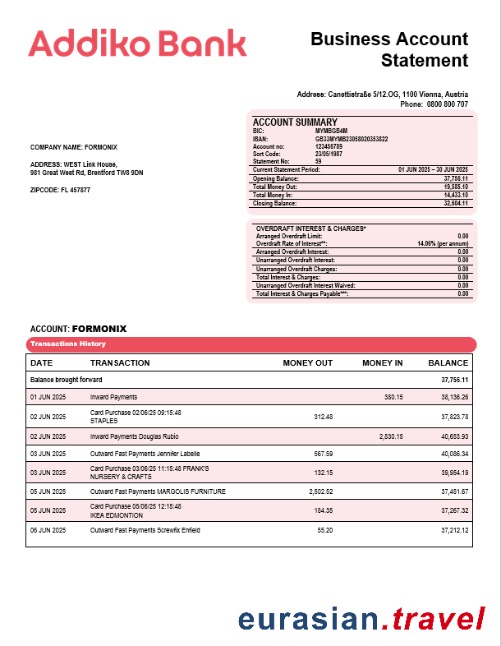 Addiko Bank
Business Account
Statement
Address: Canettistraße 5/12.OG, 1100 Vienna, Austria
Phone: 0800 800 707
ACCOUNT SUMMARY
BIC: MYMBGB4M
IBAN: GB33MYMB23058020353822
Account no: 123456789
Sort Code: 23/05/1987
Statement No: 59
Current Statement Period: 01 JUN 2025 – 30 JUN 2025
Opening Balance: 37,756.11
Total Money Out: 19,585.10
Total Money In: 14,433.10
Closing Balance: 32,604.11
COMPANY NAME: FORMONIX
ADDRESS: WEST Link House,
981 Great West Rd, Brentford TW8 9DN
ZIPCODE: FL 457877
OVERDRAFT INTEREST & CHARGES*
Arranged Overdraft Limit: 0.00
Overdraft Rate of Interest**: 14.06% (per annum)
Arranged Overdraft Interest: 0.00
Unarranged Overdraft Interest: 0.00
Unarranged Overdraft Charges: 0.00
Total Interest & Charges: 0.00
Unarranged Overdraft Interest Waived: 0.00
Total Interest & Charges Payable***: 0.00
ACCOUNT: FORMONIX
Transactions History
DATE TRANSACTION MONEY OUT MONEY IN BALANCE
Balance brought forward 37,756.11
01 JUN 2025 Inward Payments 380.15 38,136.26
02 JUN 2025 Card Purchase 02/06/25 09:15:48
STAPLES 312.48 37,823.78
02 JUN 2025 Inward Payments Douglas Rubio 2,830.15 40,653.93
03 JUN 2025 Outward Fast Payments Jennifer Labelle 567.59 40,086.34
03 JUN 2025 Card Purchase 03/06/25 11:15:48 FRANK'S
NURSERY & CRAFTS 132.15 39,954.19
05 JUN 2025 Outward Fast Payments MARGOLIS FURNITURE 2,502.52 37,451.67
05 JUN 2025 Card Purchase 05/06/25 12:15:48
IKEA EDMONTION 184.35 37,267.32
06 JUN 2025 Outward Fast Payments Screwfix Enfield 55.20 37,212.12
eurasian.travel